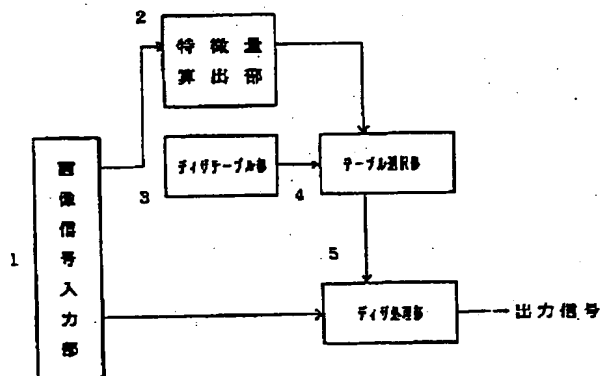 2
特徴量
算出部
ディザテーブル部
3
テーブル選択部
4
1
画像信号入力部
5
ディザ処理部
出力信号